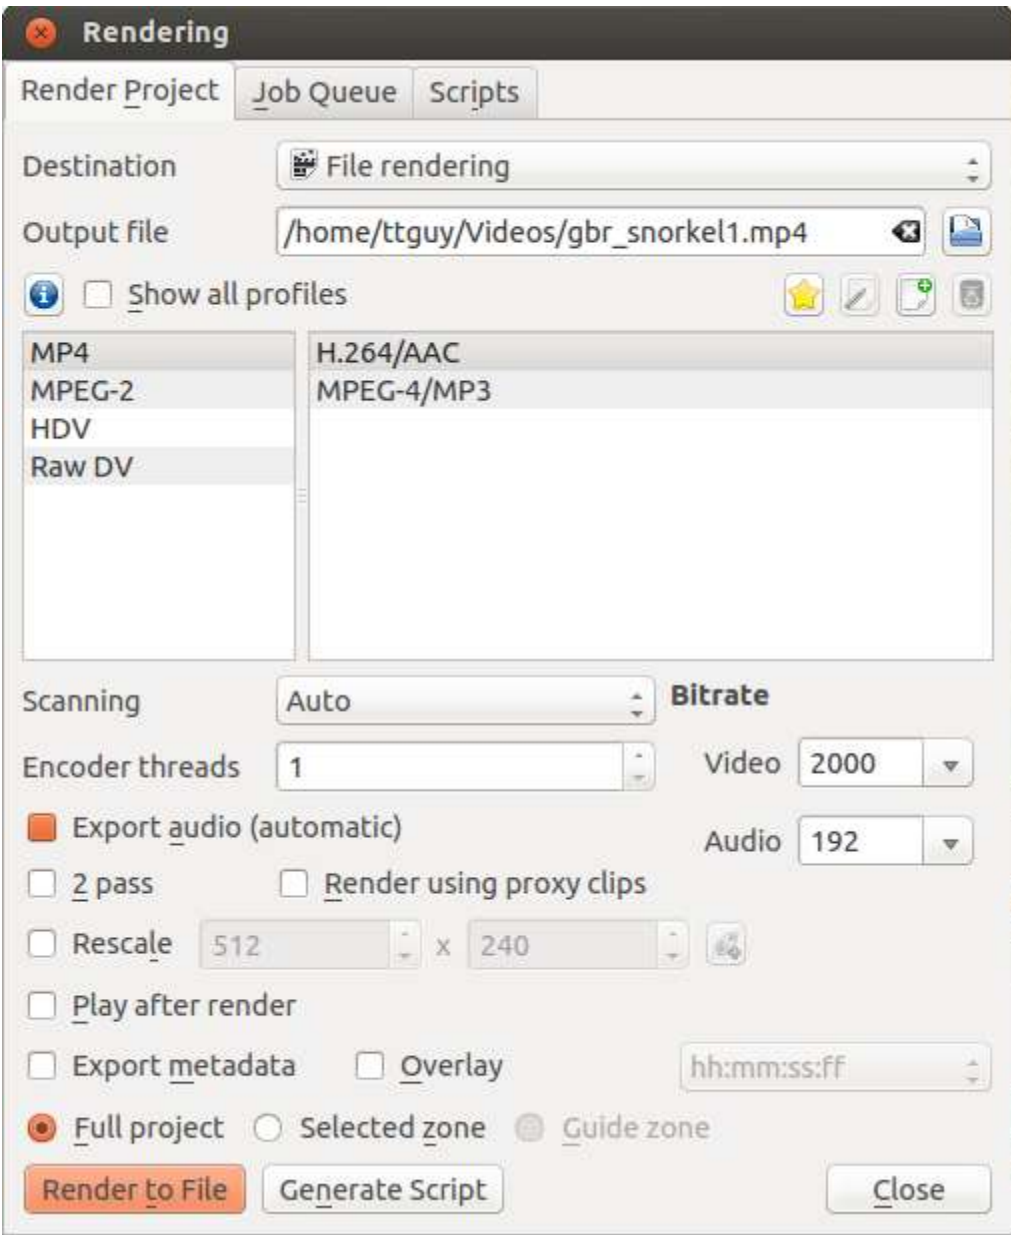 Rendering
Render Project Job Queue Scripts
Destination File rendering
Output file /home/ttguy/Videos/gbr_snorkel1.mp4
Show all profiles
MP4 H.264/AAC
MPEG-2 MPEG-4/MP3
HDV
Raw DV
Scanning Auto Bitrate
Encoder threads 1 Video 2000
Export audio (automatic) Audio 192
2 pass Render using proxy clips
Rescale 512 x 240
Play after render
Export metadata Overlay hh:mm:ss:ff
Full project Selected zone Guide zone
Render to File Generate Script Close